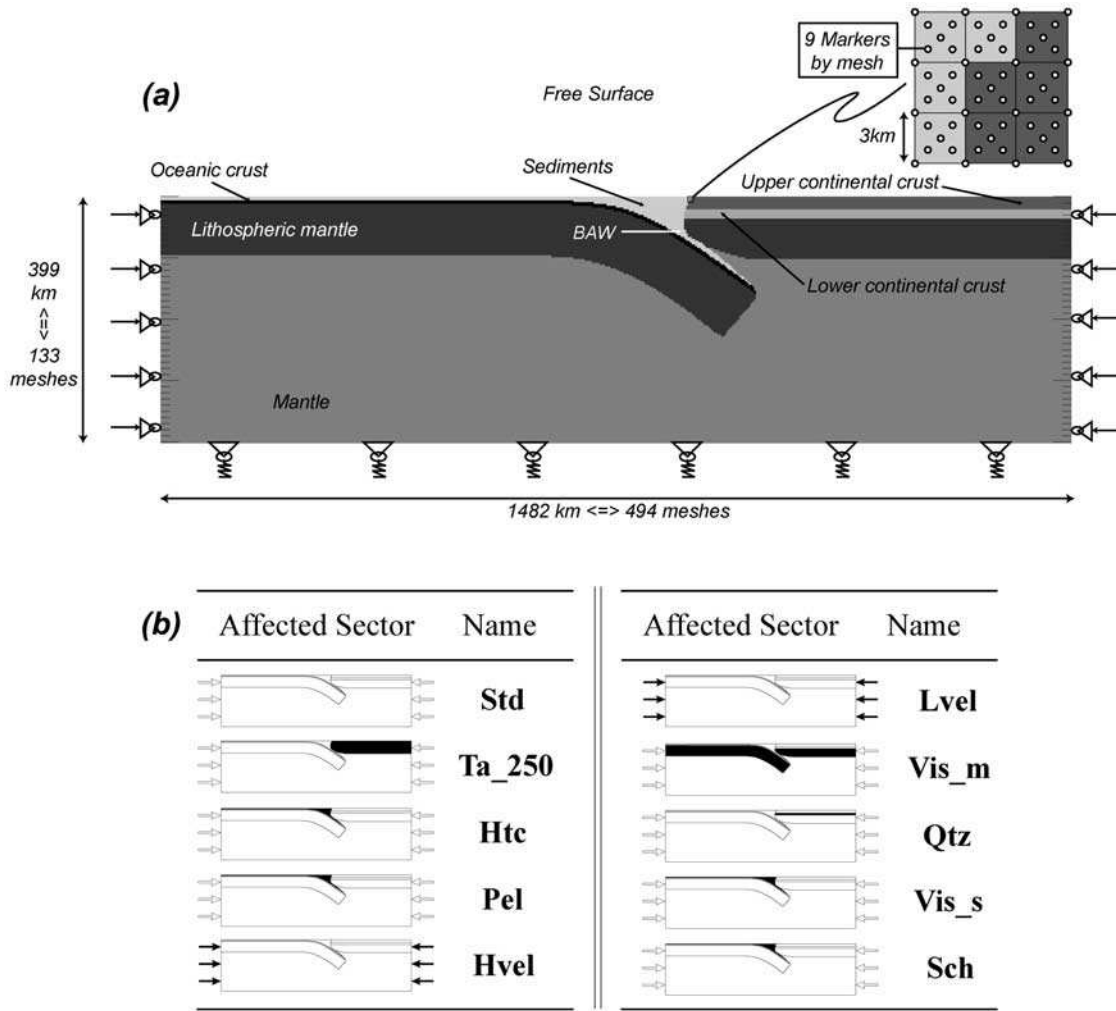 9 Markers
by mesh
(a)
Free Surface
3km
Oceanic crust
Sediments
Upper continental crust
Lithospheric mantle
BAW
Lower continental crust
399
km
<=>
133
meshes
Mantle
1482 km <=> 494 meshes
(b)
Affected Sector Name
Std
Ta_250
Htc
Pel
Hvel
Affected Sector Name
Lvel
Vis_m
Qtz
Vis_s
Sch